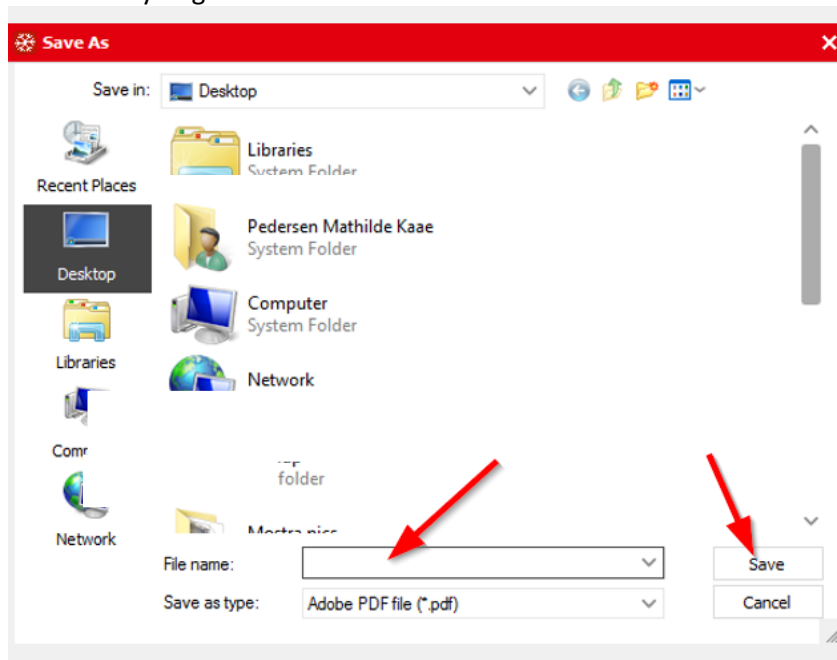 Save As
Save in: Desktop
Libraries
System Folder
Recent Places
Pedersen Mathilde Kaae
System Folder
Desktop
Computer
System Folder
Libraries
Network
folder
Network
File name: Save
Save as type: Adobe PDF file (*.pdf) Cancel